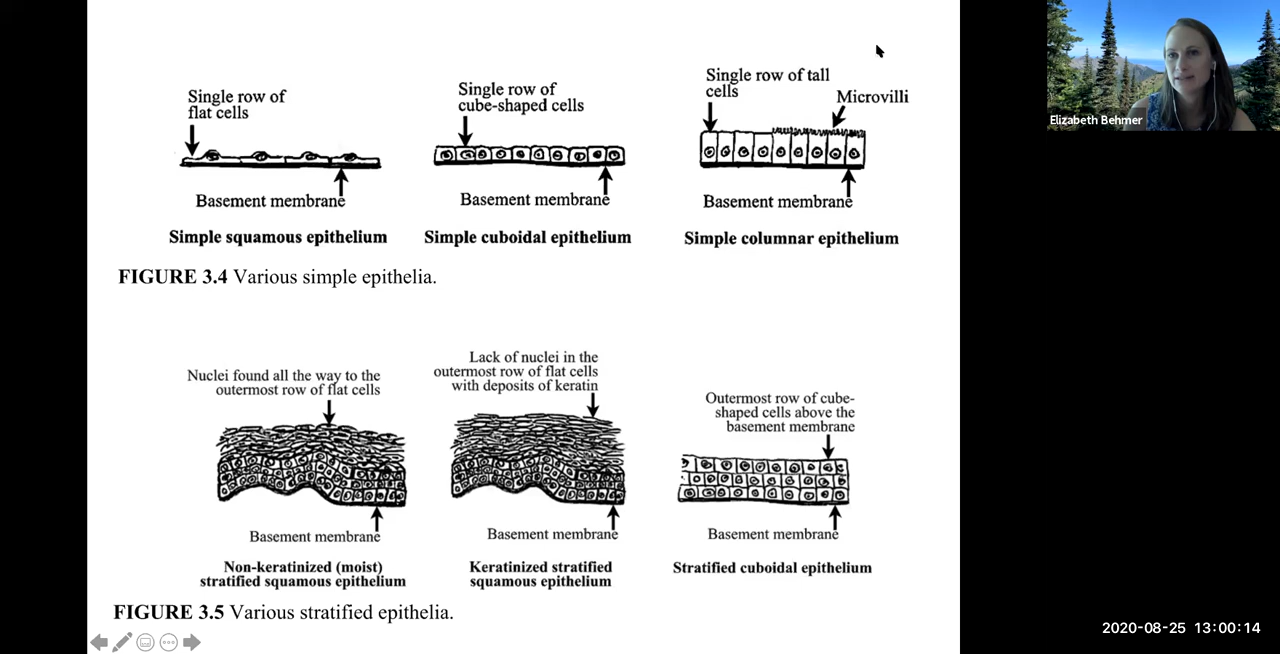 Single row of
flat cells
Basement membrane
Simple squamous epithelium
Single row of
cube-shaped cells
Basement membrane
Simple cuboidal epithelium
Single row of tall
cells
Microvilli
Basement membrane
Simple columnar epithelium
FIGURE 3.4 Various simple epithelia.
Nuclei found all the way to the
outermost row of flat cells
Basement membrane
Non-keratinized (moist)
stratified squamous epithelium
Lack of nuclei in the
outermost row of flat cells
with deposits of keratin
Basement membrane
Keratinized stratified
squamous epithelium
Outermost row of cube-
shaped cells above the
basement membrane
Basement membrane
Stratified cuboidal epithelium
FIGURE 3.5 Various stratified epithelia.
Elizabeth Behmer
2020-08-25 13:00:14